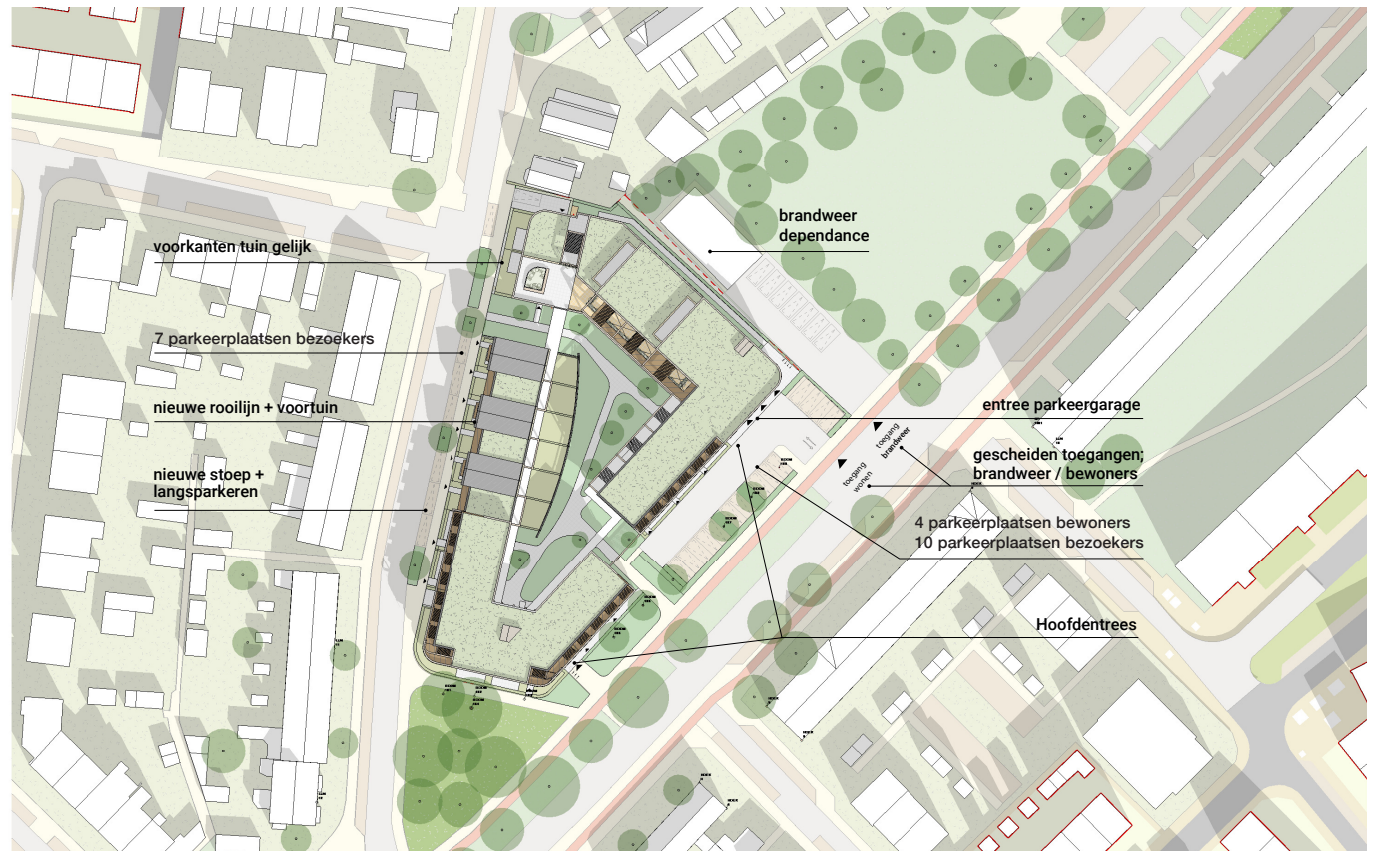 brandweer
dependance
voorkanten tuin gelijk
7 parkeerplaatsen bezoekers
nieuwe rooilijn + voortuin
nieuwe stoep +
langsparkeren
entree parkeergarage
toegang
brandweer
toegang
wonen
gescheiden toegangen;
brandweer / bewoners
4 parkeerplaatsen bewoners
10 parkeerplaatsen bezoekers
Hoofdentrees